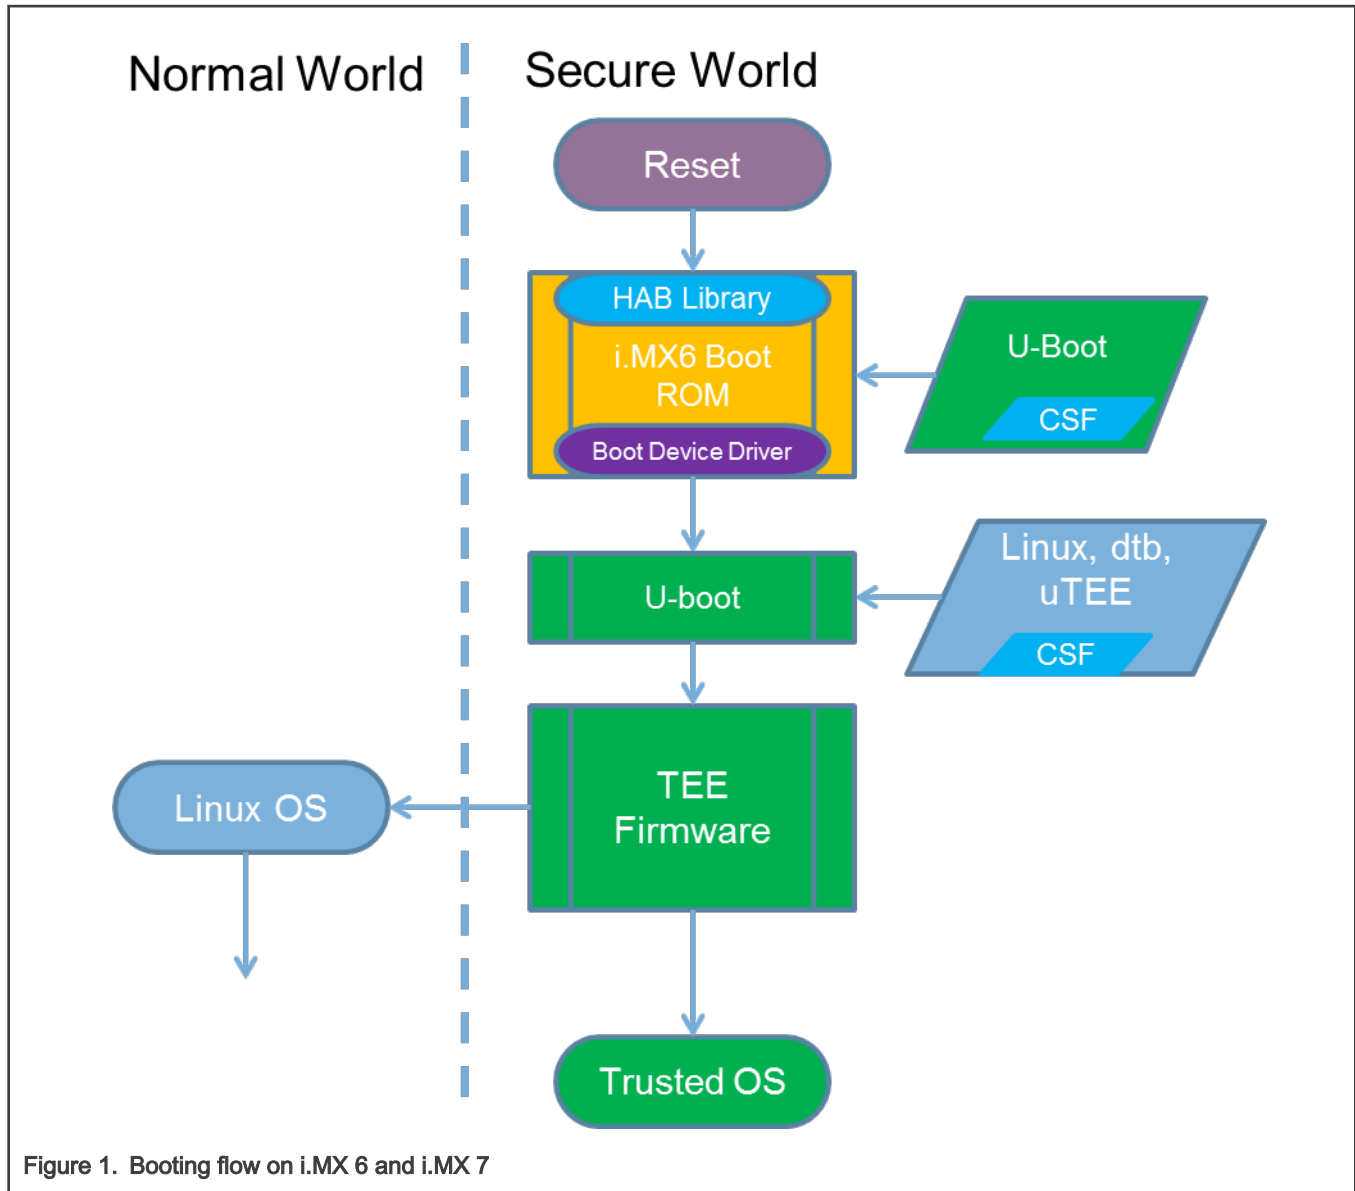 Normal World
Secure World
Reset
HAB Library
i.MX6 Boot
ROM
Boot Device Driver
U-Boot
CSF
U-boot
Linux, dtb,
uTEE
CSF
TEE
Firmware
Linux OS
Trusted OS
Figure 1. Booting flow on i.MX 6 and i.MX 7